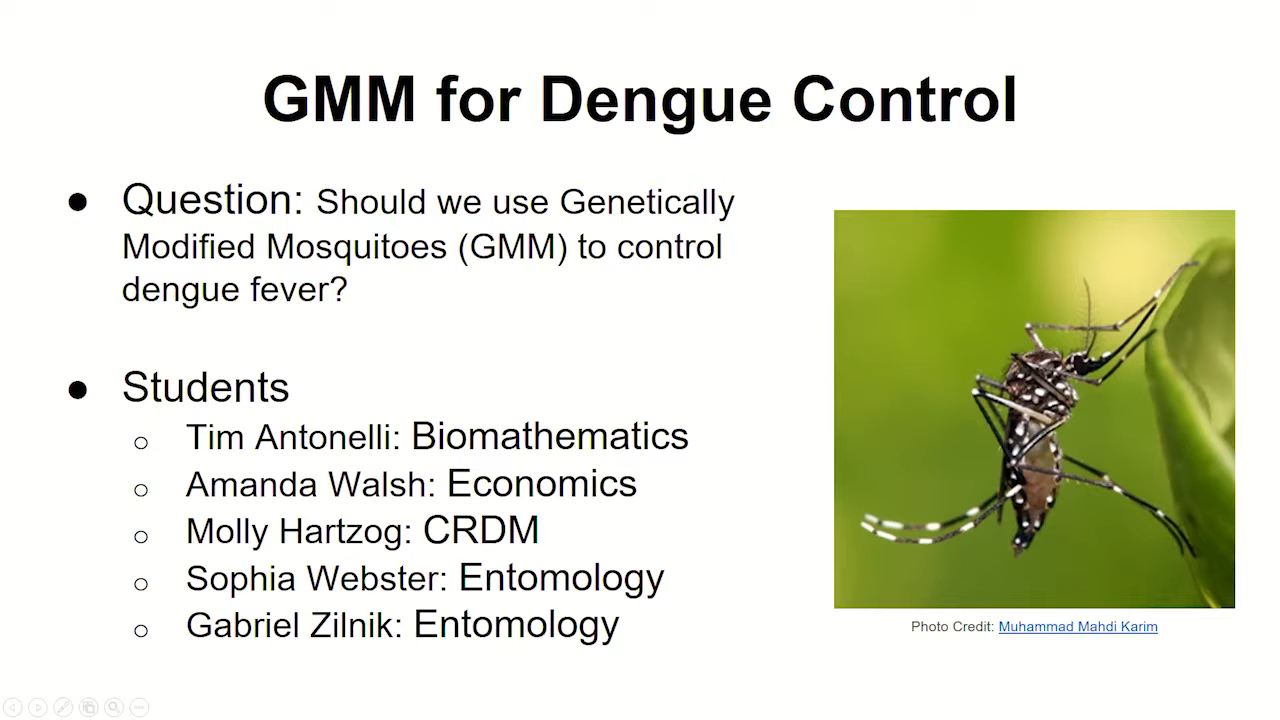 GMM for Dengue Control
● Question: Should we use Genetically
Modified Mosquitoes (GMM) to control
dengue fever?
● Students
○ Tim Antonelli: Biomathematics
○ Amanda Walsh: Economics
○ Molly Hartzog: CRDM
○ Sophia Webster: Entomology
○ Gabriel Zilnik: Entomology
Photo Credit: Muhammad Mahdi Karim